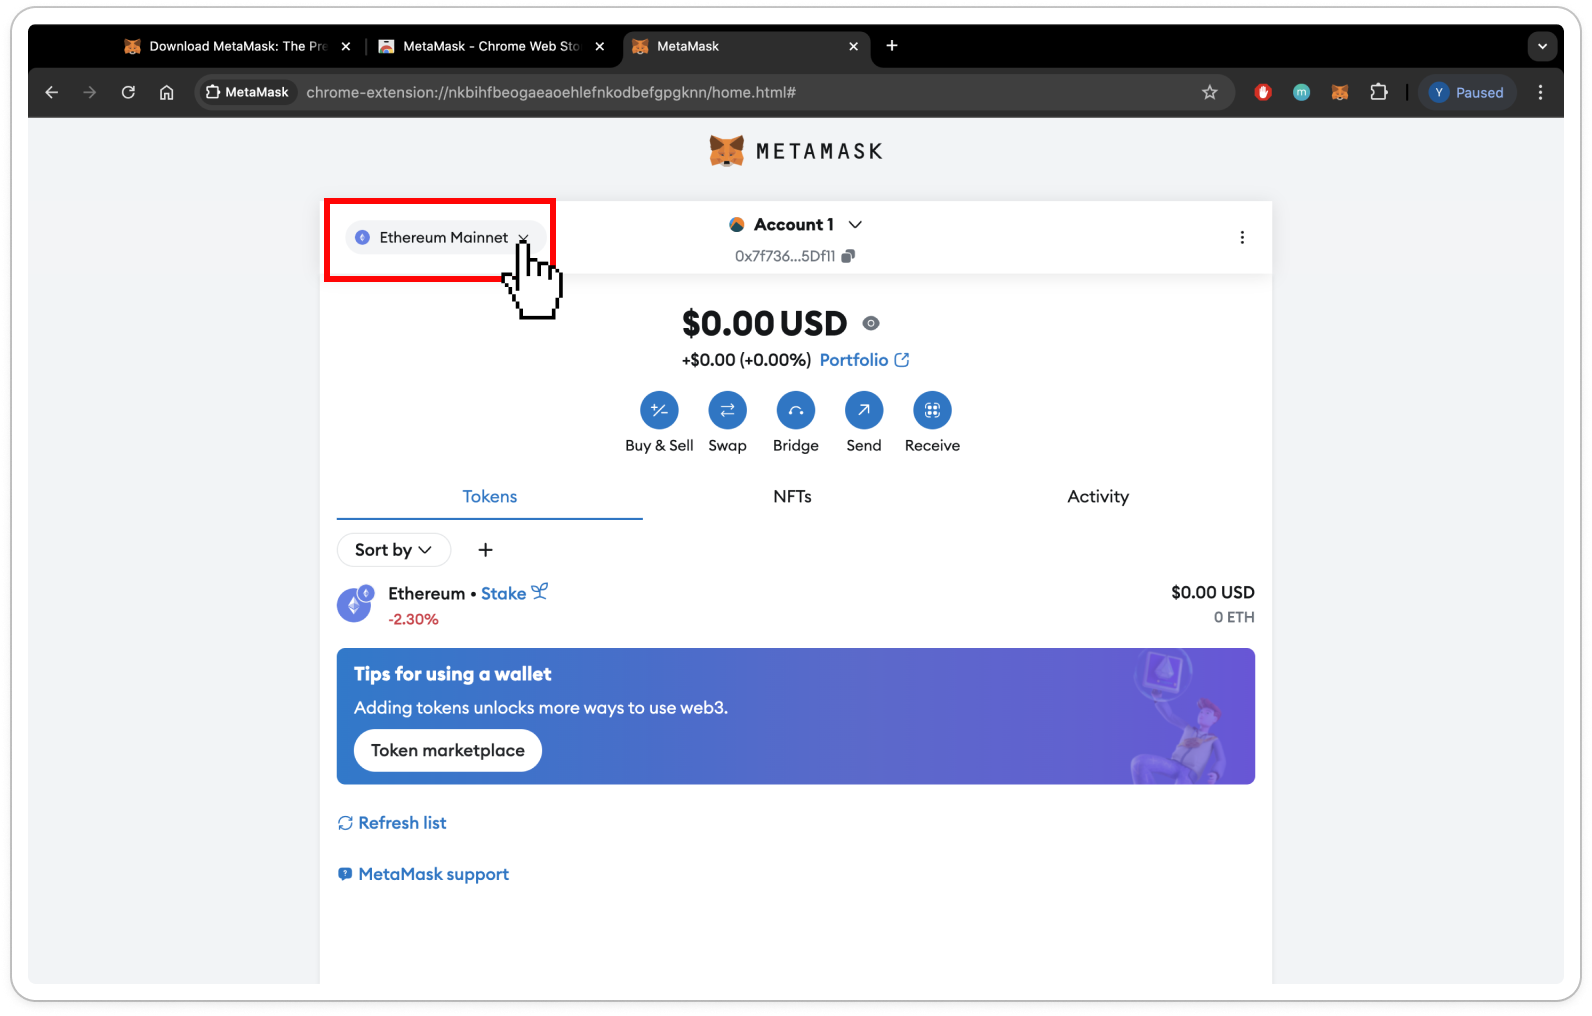 Download MetaMask: The Pre
MetaMask - Chrome Web Sto
MetaMask
MetaMask
chrome-extension://nkbihfbeogaeaoehlefnkodbefgpgknn/home.html#
m
Y
Paused
METAMASK
Ethereum Mainnet
Account 1
0x7f736...5Df11
$0.00 USD
+$0.00 (+0.00%) Portfolio
Buy & Sell
Swap
Bridge
Send
Receive
Tokens
NFTs
Activity
Sort by
Ethereum • Stake
$0.00 USD
-2.30%
0 ETH
Tips for using a wallet
Adding tokens unlocks more ways to use web3.
Token marketplace
Refresh list
MetaMask support